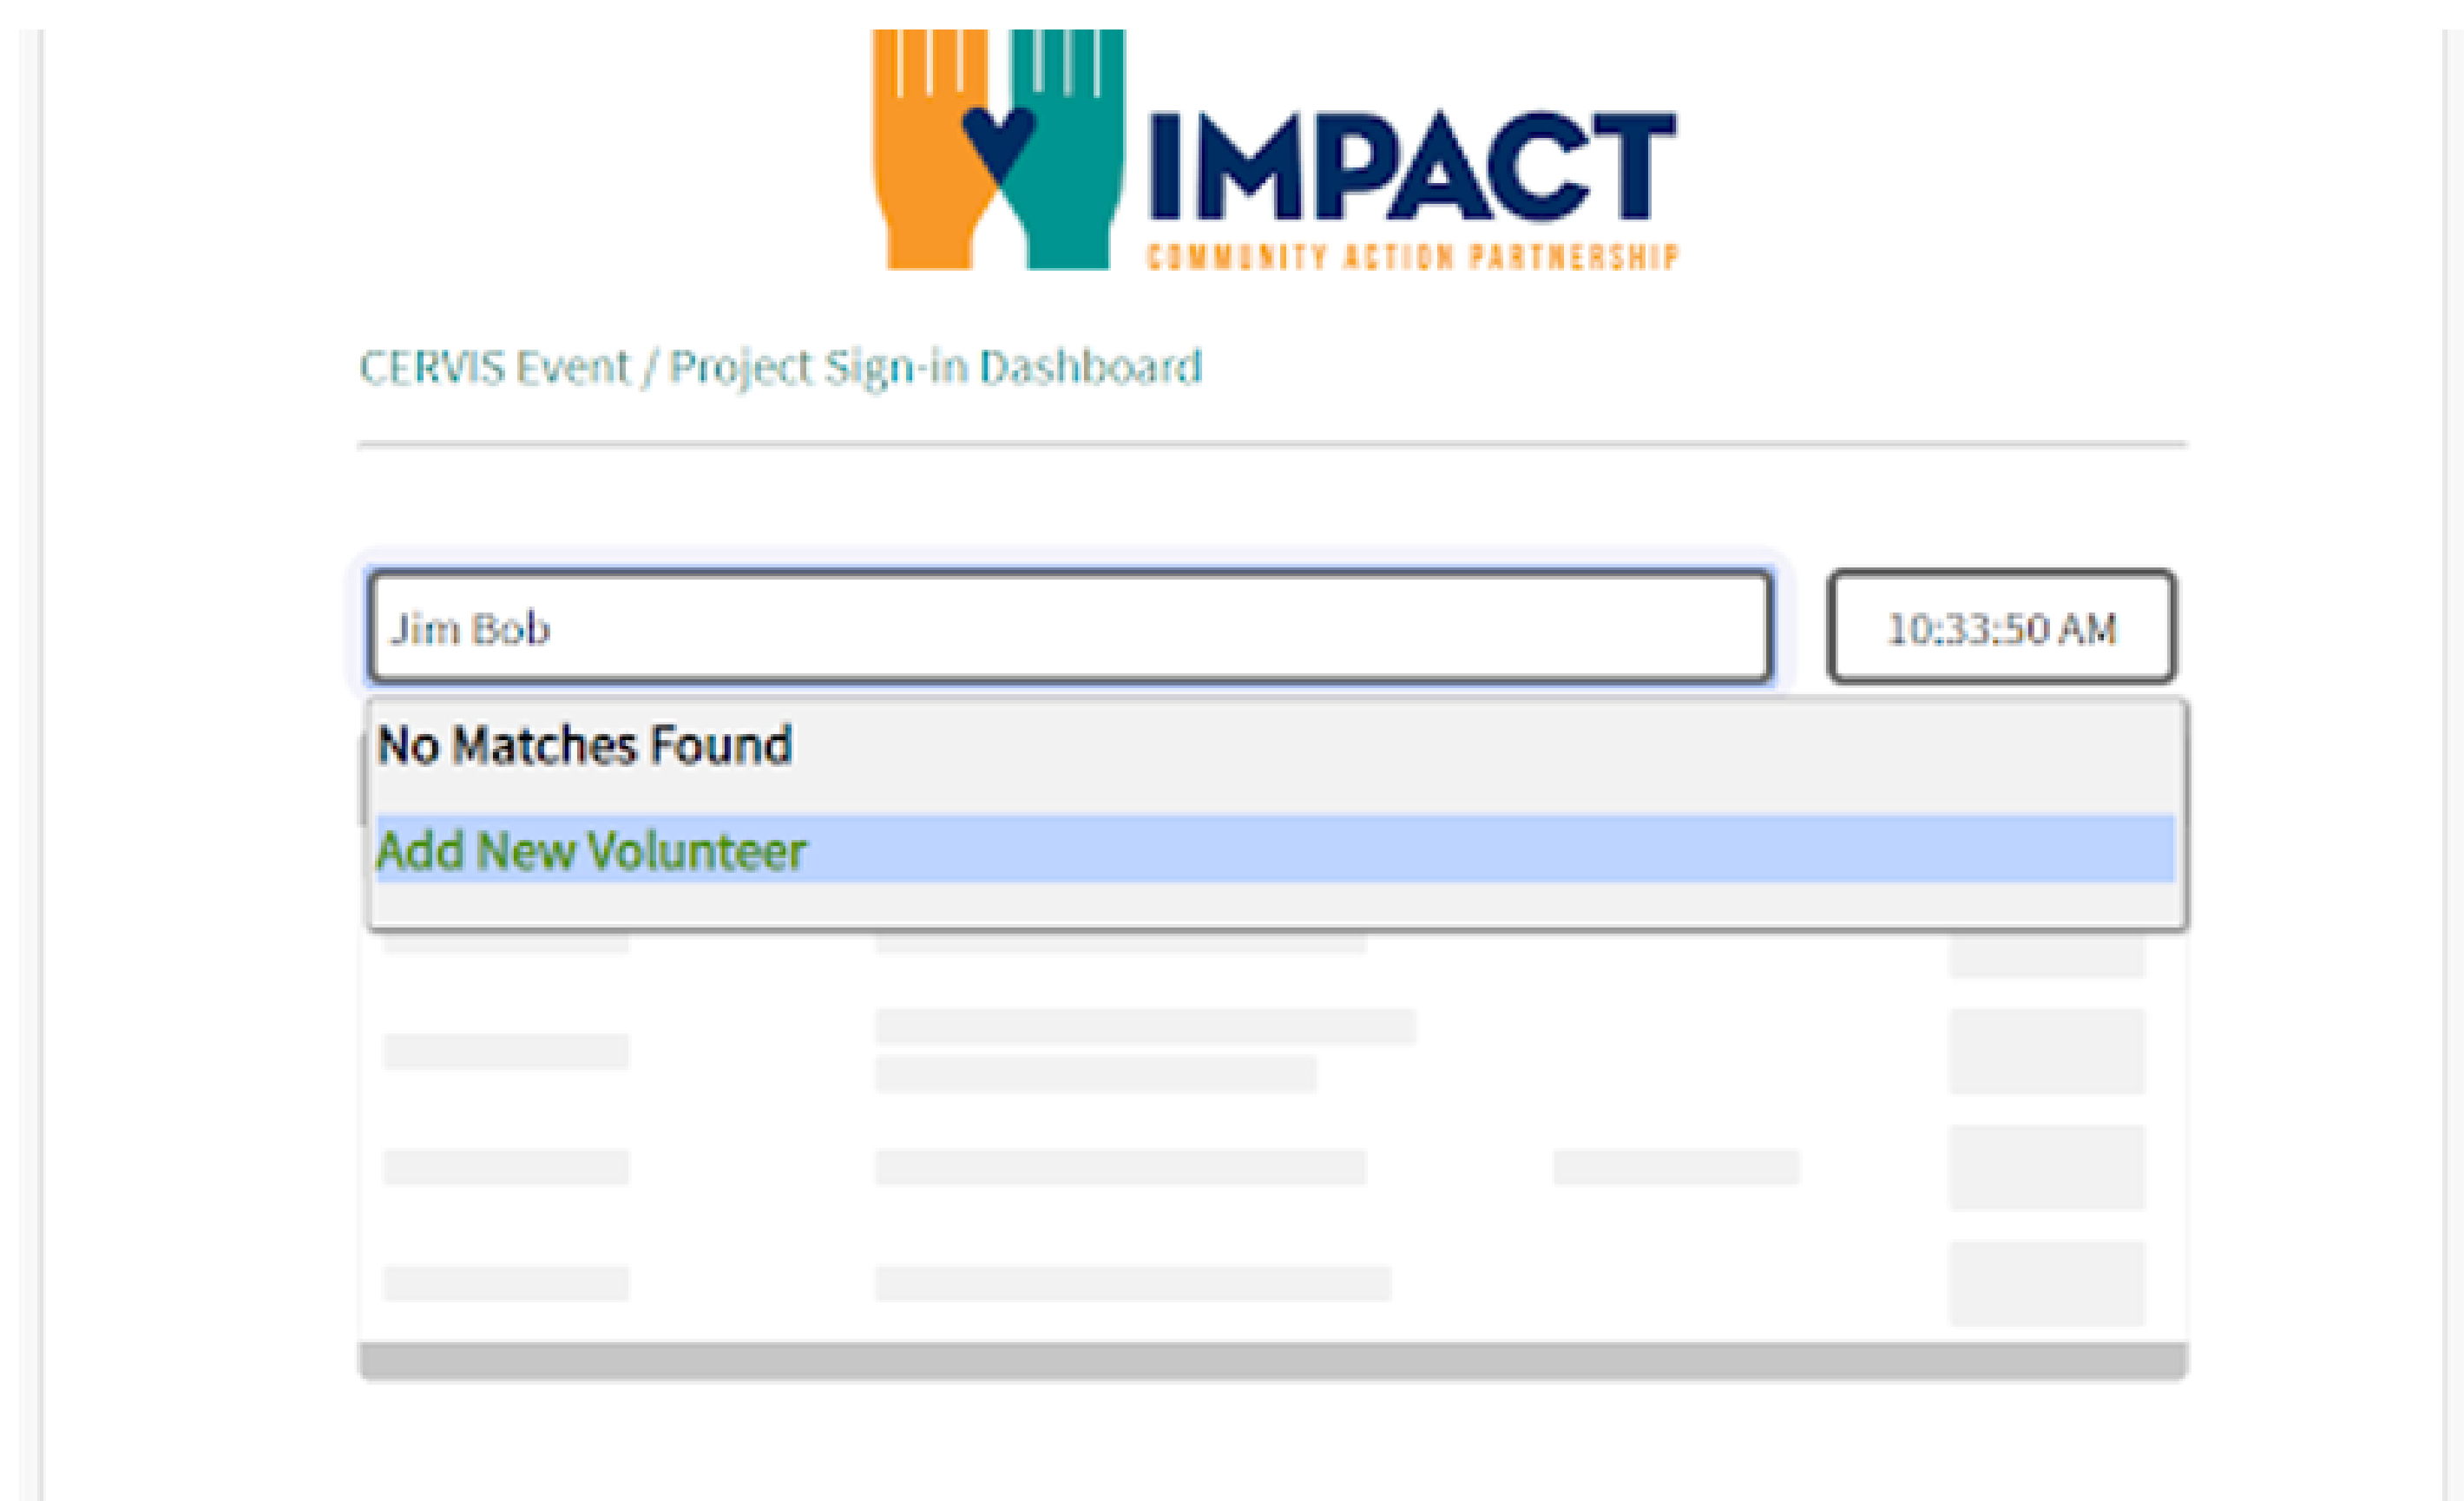 IMPACT
COMMUNITY ACTION PARTNERSHIP
CERVIS Event / Project Sign-in Dashboard
Jim Bob
10:33:50 AM
No Matches Found
Add New Volunteer